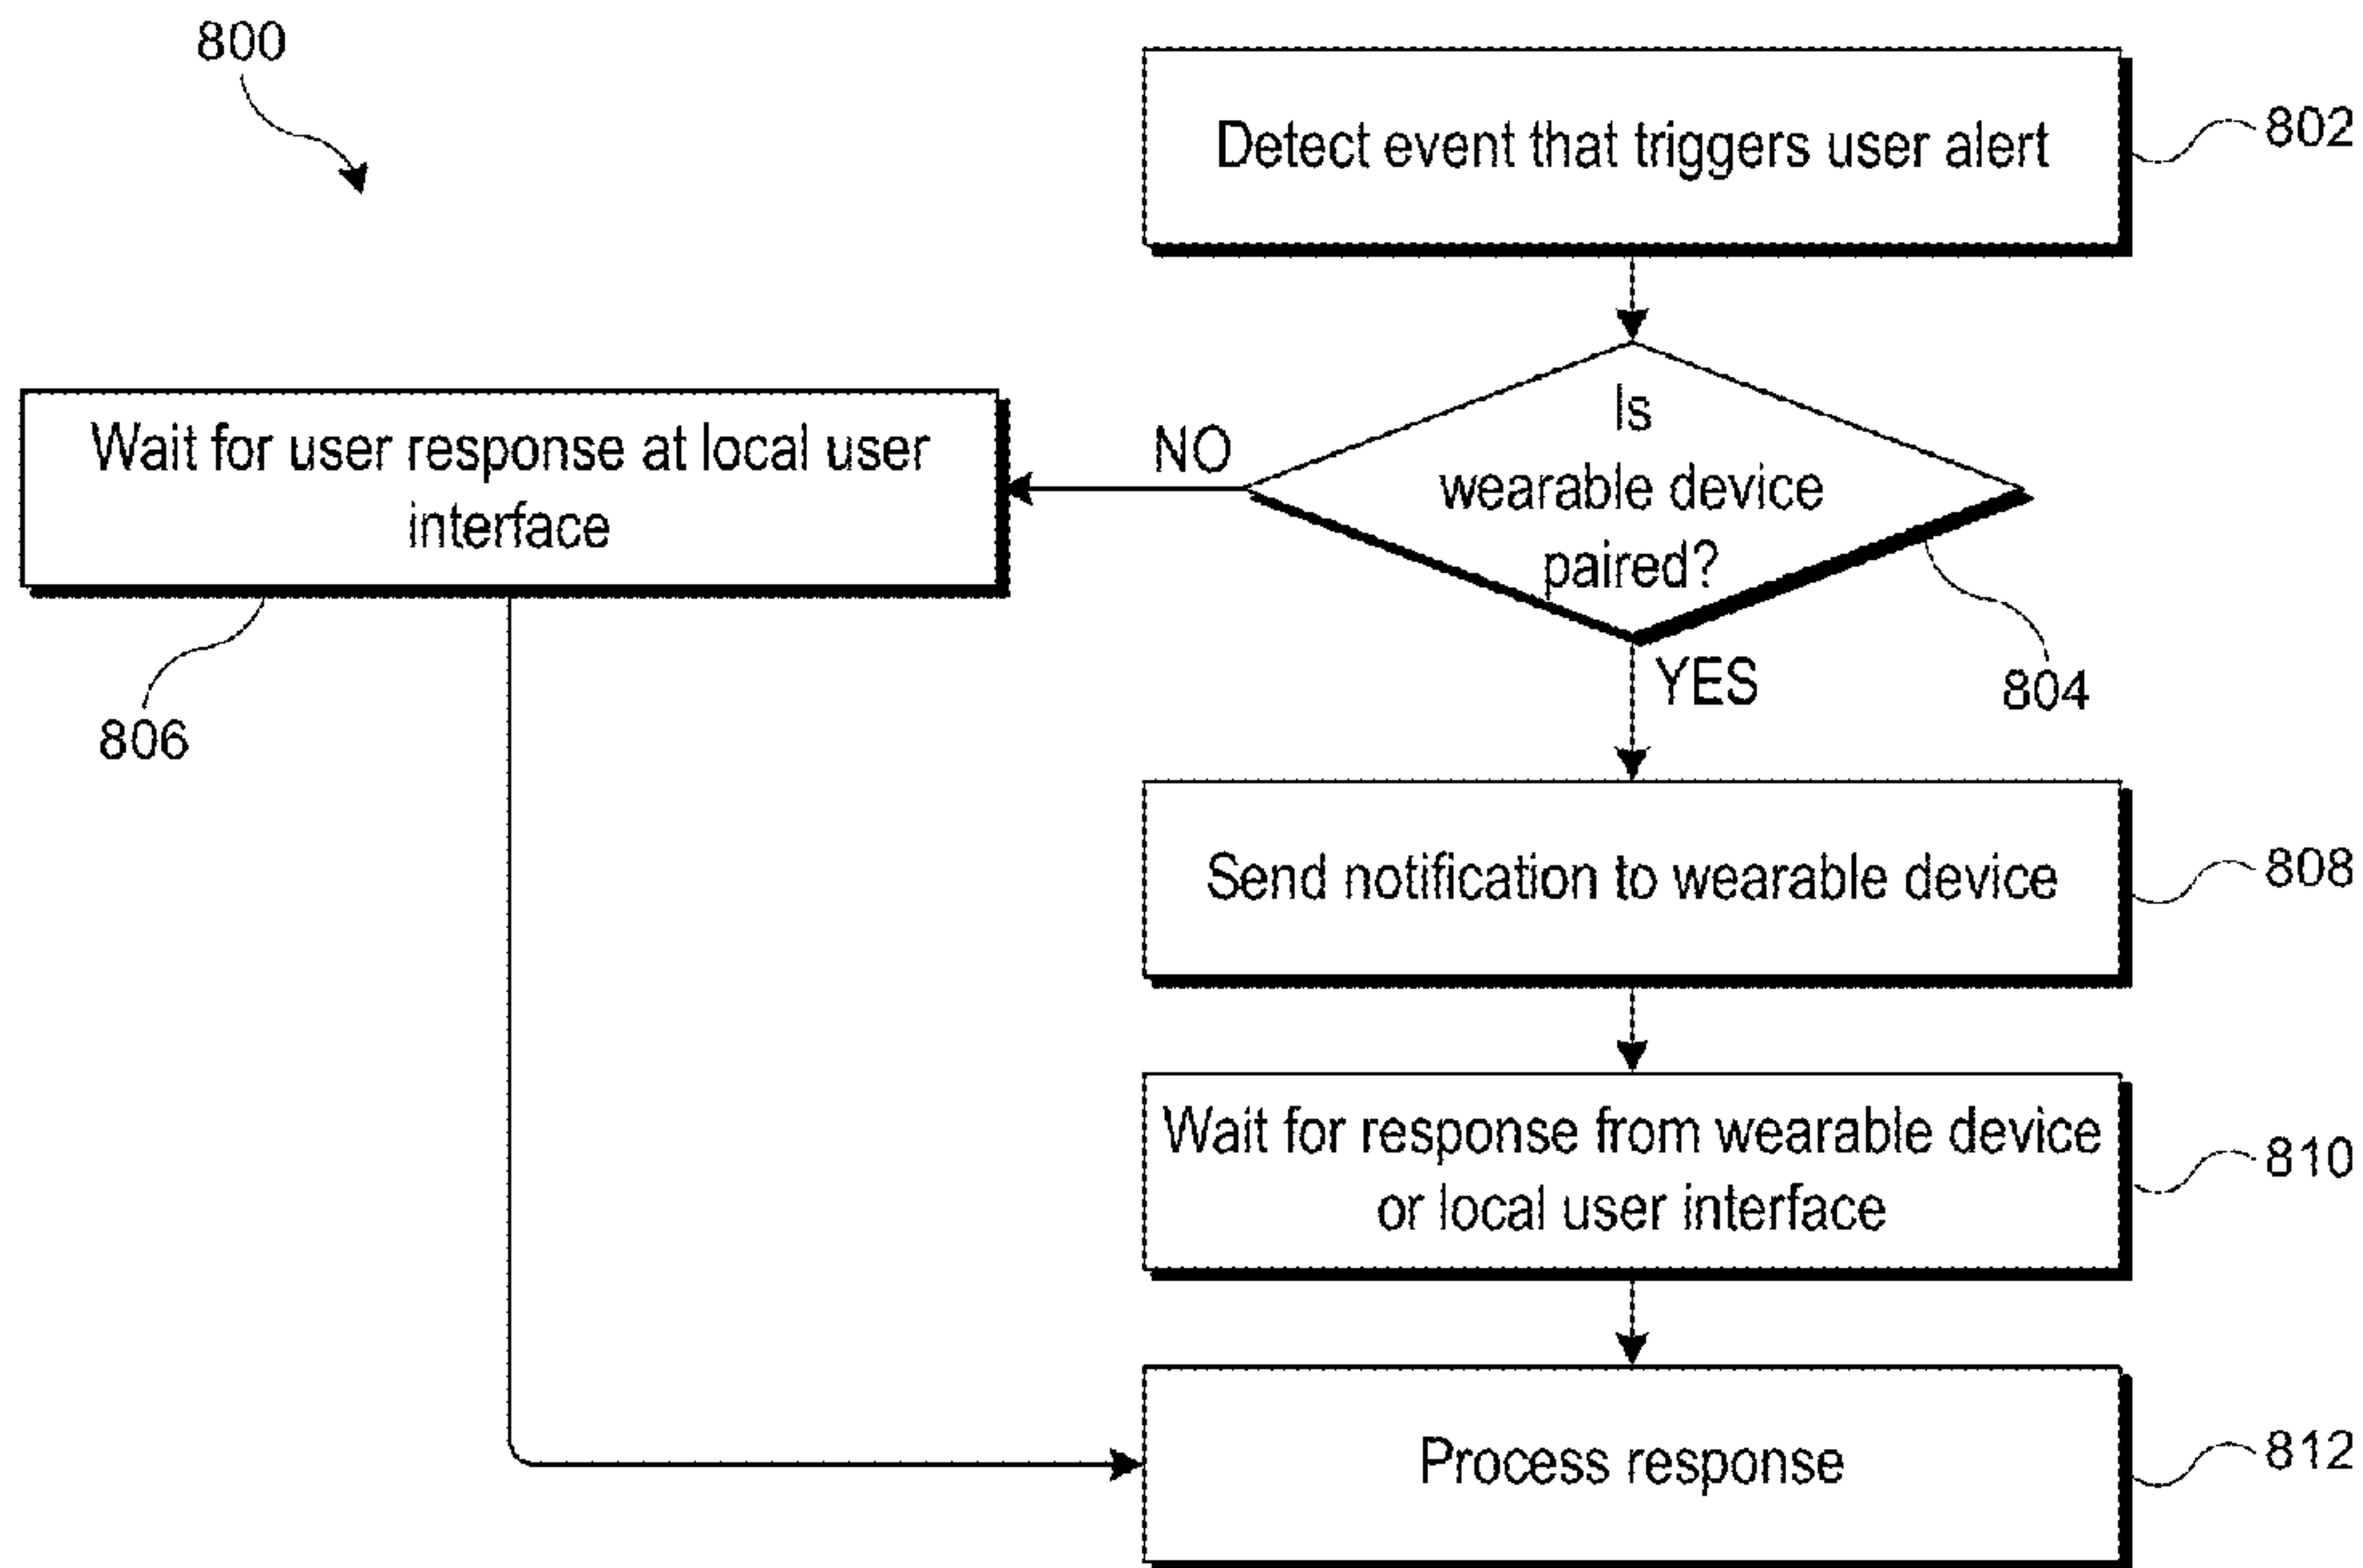 800
Detect event that triggers user alert
802
Is
wearable device
paired?
NO
Wait for user response at local user
interface
YES
804
806
Send notification to wearable device
808
Wait for response from wearable device
or local user interface
810
Process response
812